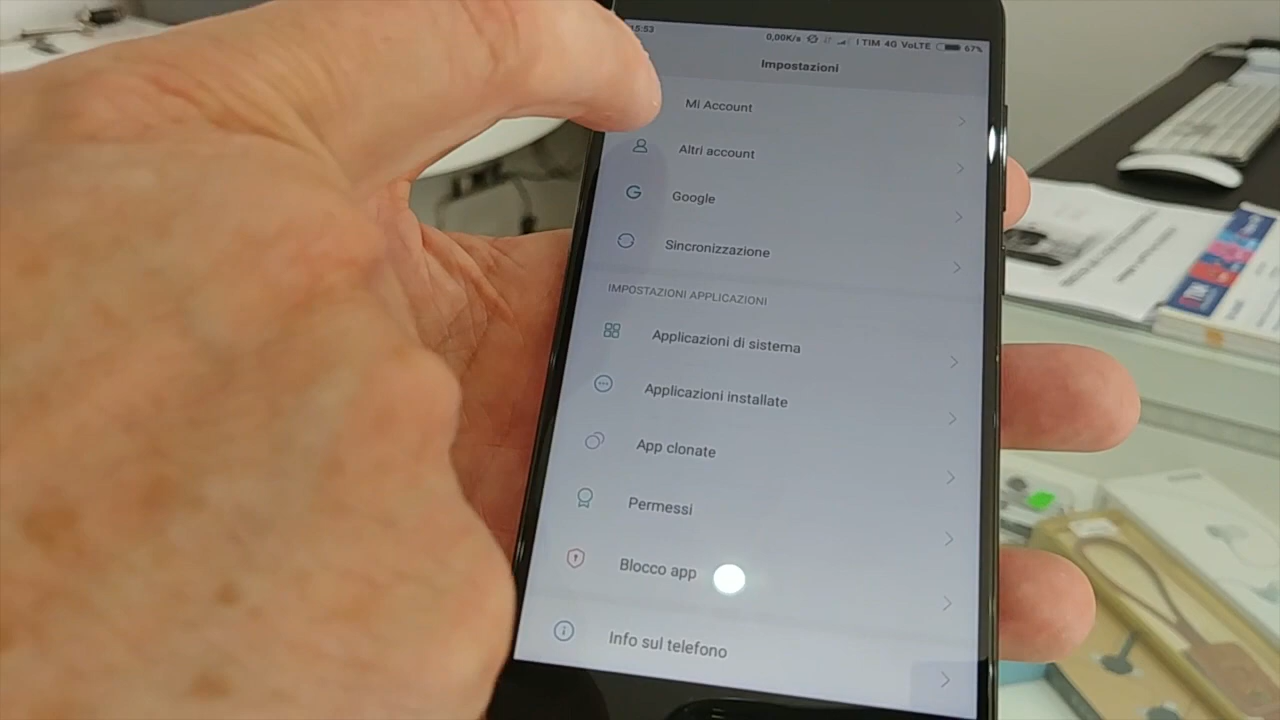 15:53 0,00K/s I TIM 4G VoLTE 67%
Impostazioni
Mi Account
Altri account
Google
Sincronizzazione
IMPOSTAZIONI APPLICAZIONI
Applicazioni di sistema
Applicazioni installate
App clonate
Permessi
Blocco app
Info sul telefono